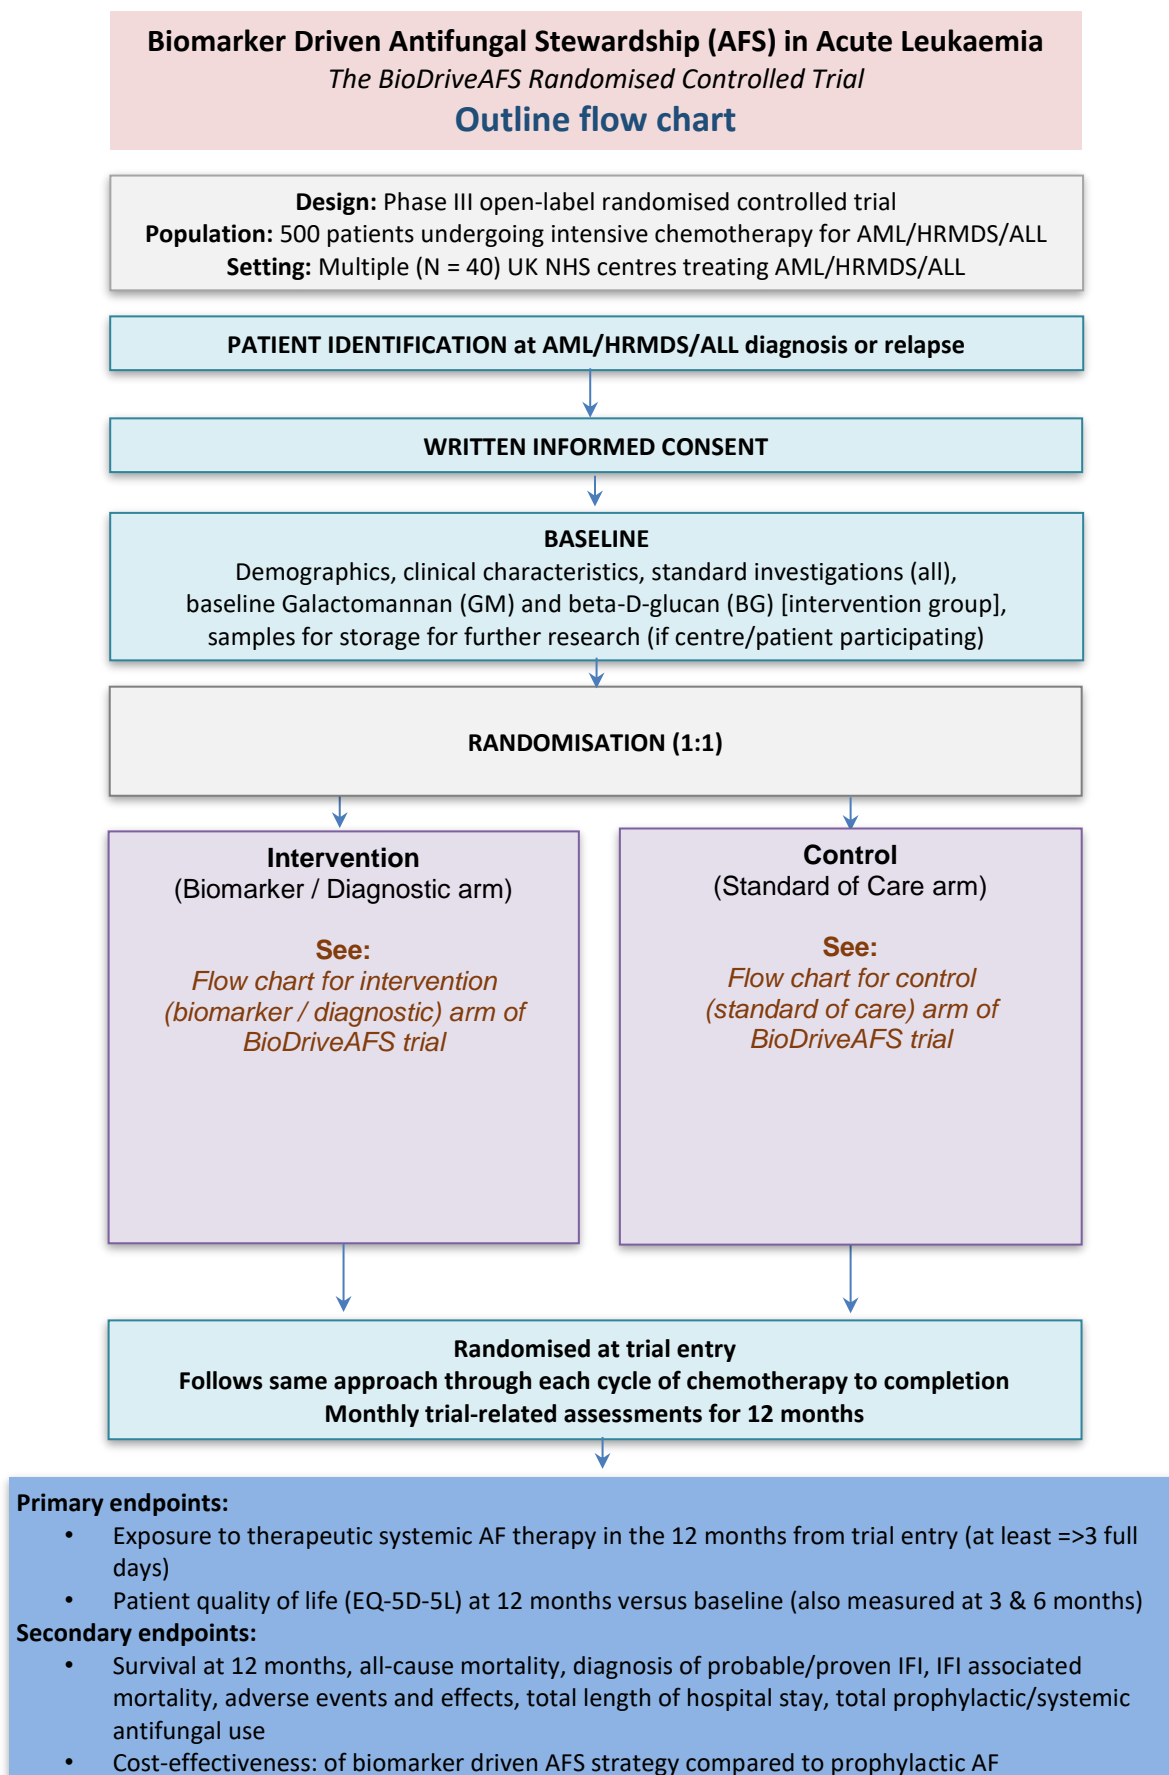 Biomarker Driven Antifungal Stewardship (AFS) in Acute Leukaemia
The BioDriveAFS Randomised Controlled Trial
Outline flow chart
Design: Phase III open-label randomised controlled trial
Population: 500 patients undergoing intensive chemotherapy for AML/HRMDS/ALL
Setting: Multiple (N = 40) UK NHS centres treating AML/HRMDS/ALL
PATIENT IDENTIFICATION at AML/HRMDS/ALL diagnosis or relapse
WRITTEN INFORMED CONSENT
BASELINE
Demographics, clinical characteristics, standard investigations (all),
baseline Galactomannan (GM) and beta-D-glucan (BG) [intervention group],
samples for storage for further research (if centre/patient participating)
RANDOMISATION (1:1)
Intervention
(Biomarker / Diagnostic arm)
See:
Flow chart for intervention
(biomarker / diagnostic) arm of
BioDriveAFS trial
Control
(Standard of Care arm)
See:
Flow chart for control
(standard of care) arm of
BioDriveAFS trial
Randomised at trial entry
Follows same approach through each cycle of chemotherapy to completion
Monthly trial-related assessments for 12 months
Primary endpoints:
• Exposure to therapeutic systemic AF therapy in the 12 months from trial entry (at least =>3 full
days)
• Patient quality of life (EQ-5D-5L) at 12 months versus baseline (also measured at 3 & 6 months)
Secondary endpoints:
• Survival at 12 months, all-cause mortality, diagnosis of probable/proven IFI, IFI associated
mortality, adverse events and effects, total length of hospital stay, total prophylactic/systemic
antifungal use
• Cost-effectiveness: of biomarker driven AFS strategy compared to prophylactic AF